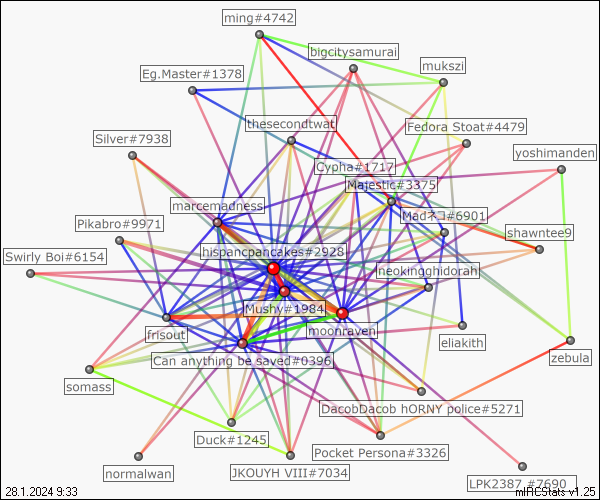 ming#4742
bigcitysamurai
mukszi
Eg.Master#1378
thesecondtwat
Fedora Stoat#4479
Silver#7938
yoshimanden
Cypha#1717
Majestic#3375
marcemadness
Madネコ#6901
Pikabro#9971
shawntee9
hispancpancakes#2928
Swirly Boi#6154
neokingghidorah
Mushy#1984
moonraven
frisout
eliakith
Can anything be saved#0396
zebula
somass
DacobDacob hORNY police#5271
Duck#1245
Pocket Persona#3326
normalwan
JKOUYH VIII#7034
LPK2387 #7690
28.1.2024 9:33
mIRCStats v1.25